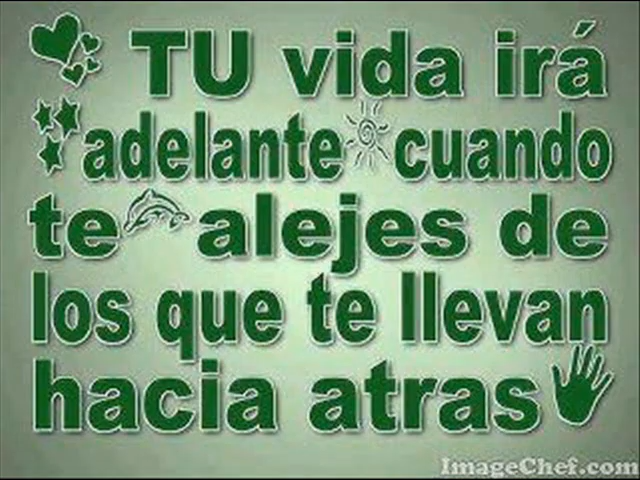 TU vida irá
adelante cuando
te alejes de
los que te llevan
hacia atras
ImageChef.com